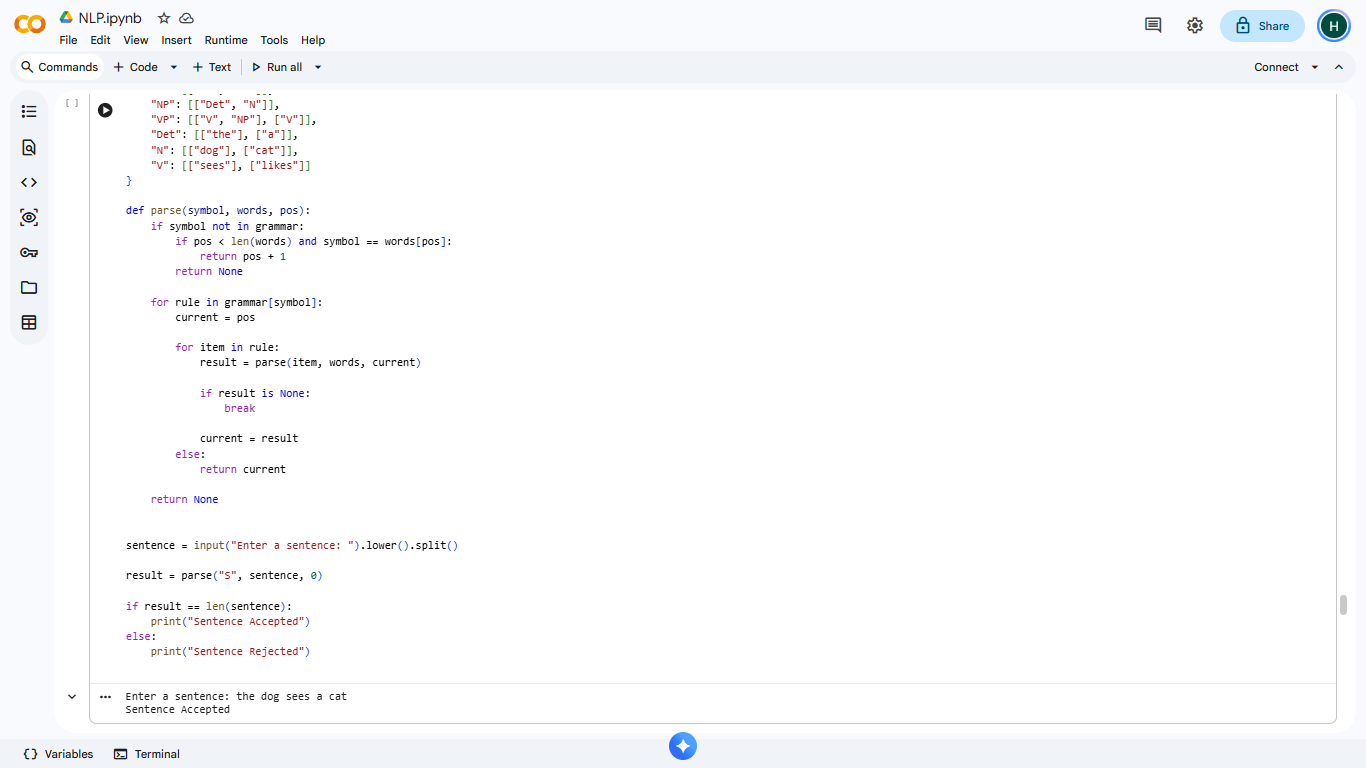 NLP.ipynb
File Edit View Insert Runtime Tools Help
Share
H
Commands + Code + Text Run all
Connect
[ ]
"NP": [["Det", "N"]],
"VP": [["V", "NP"], ["V"]],
"Det": [["the"], ["a"]],
"N": [["dog"], ["cat"]],
"V": [["sees"], ["likes"]]
}
def parse(symbol, words, pos):
if symbol not in grammar:
if pos < len(words) and symbol == words[pos]:
return pos + 1
return None
for rule in grammar[symbol]:
current = pos
for item in rule:
result = parse(item, words, current)
if result is None:
break
current = result
else:
return current
return None
sentence = input("Enter a sentence: ").lower().split()
result = parse("S", sentence, 0)
if result == len(sentence):
print("Sentence Accepted")
else:
print("Sentence Rejected")
Enter a sentence: the dog sees a cat
Sentence Accepted
Variables Terminal